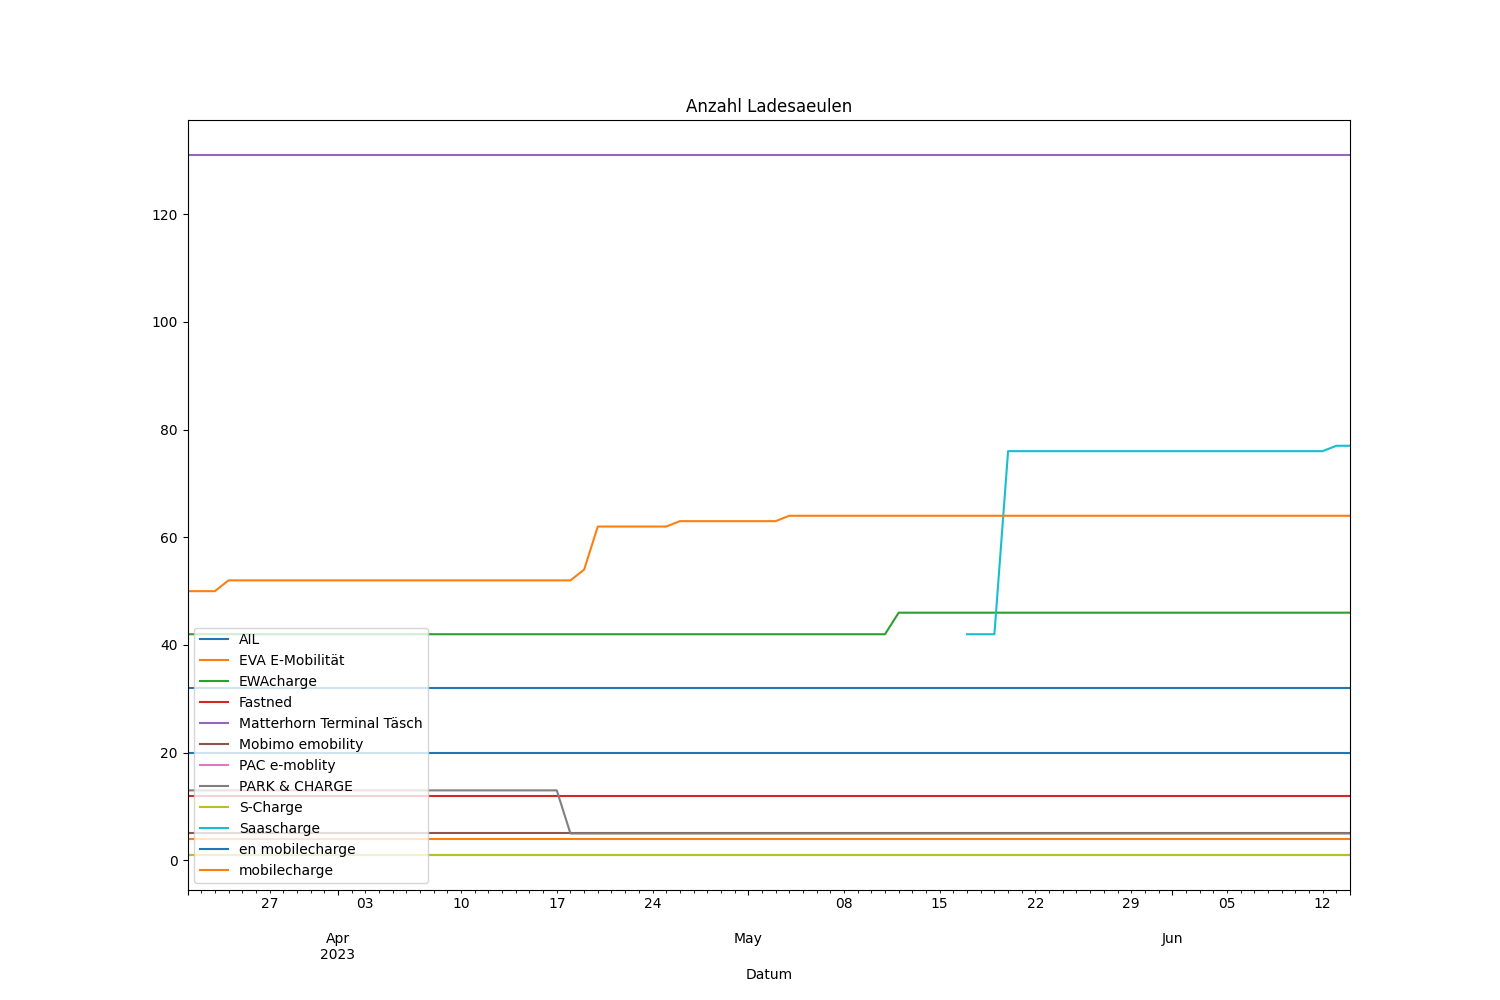 Anzahl Ladesaeulen
120
100
80
60
40
20
0
AIL
EVA E-Mobilität
EWAcharge
Fastned
Matterhorn Terminal Täsch
Mobimo emobility
PAC e-moblity
PARK & CHARGE
S-Charge
Saascharge
en mobilecharge
mobilecharge
27 03 10 17 24 08 15 22 29 05 12
Apr May Jun
2023
Datum